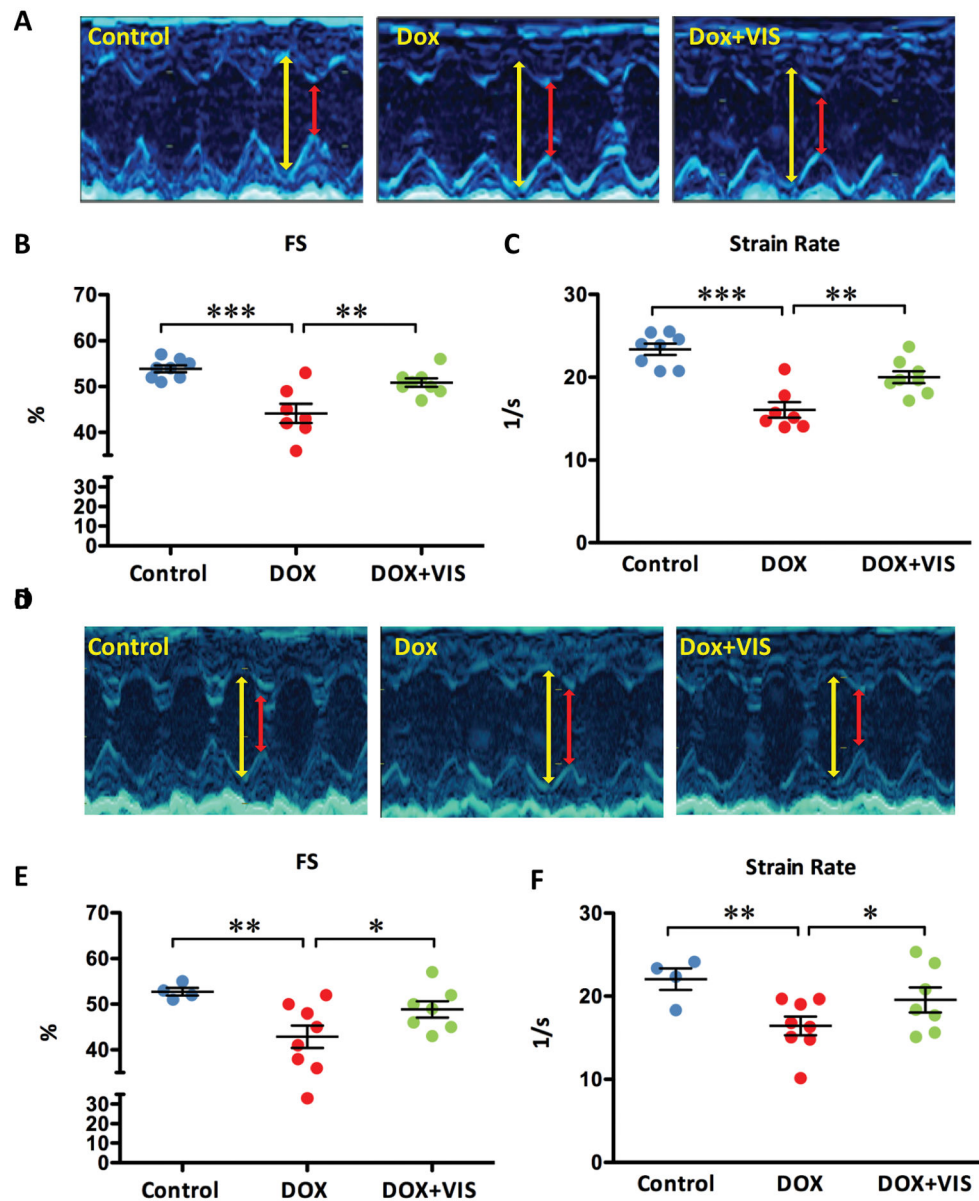 A
Control
Dox
Dox+VIS
B
FS
%
70
60
50
40
30
20
10
0
***
**
Control
DOX
DOX+VIS
C
Strain Rate
1/s
30
20
10
0
***
**
Control
DOX
DOX+VIS
Control
Dox
Dox+VIS
E
FS
%
70
60
50
40
30
20
10
0
**
*
Control
DOX
DOX+VIS
F
Strain Rate
1/s
30
20
10
0
**
*
Control
DOX
DOX+VIS